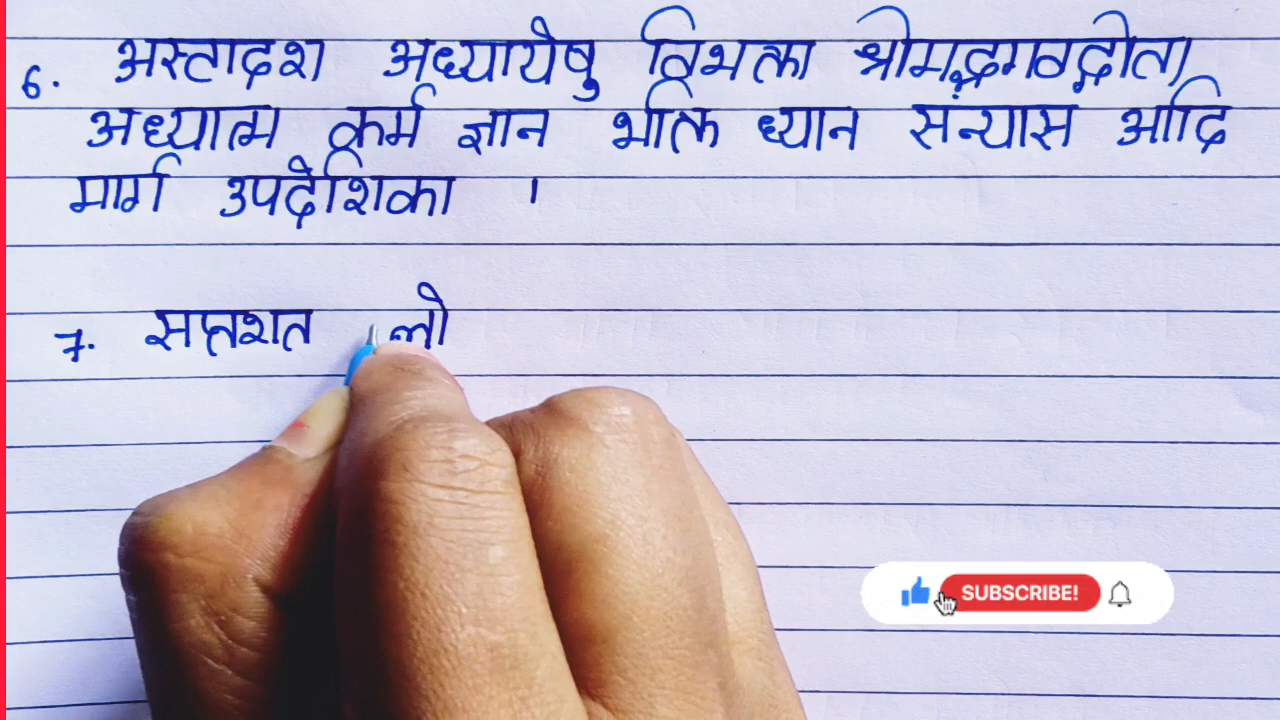 6. अस्टादश अध्यायेषु विभक्ता श्रीमद्भगवद्गीता
अध्यात्म कर्म ज्ञान भक्ति ध्यान संन्यास आदि
मार्ग उपदेशिका ।
7. सप्तशत लो
SUBSCRIBE!